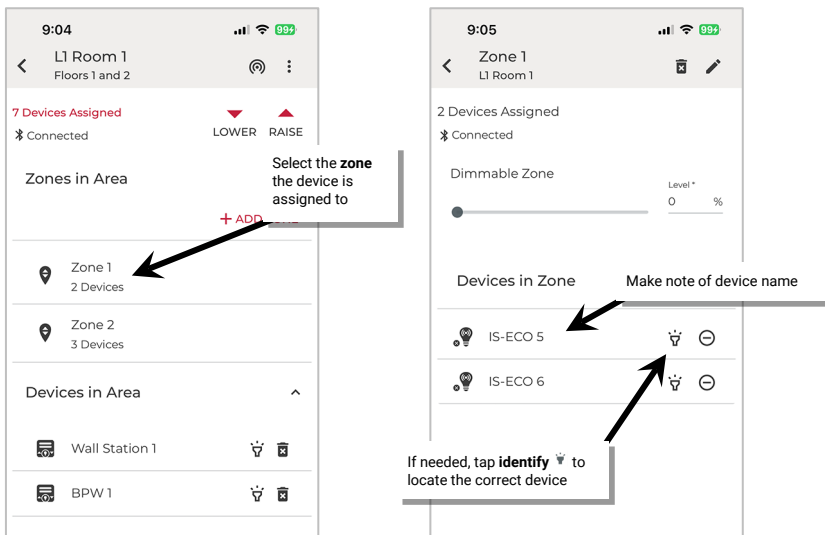 9:04
99+
L1 Room 1
Floors 1 and 2
7 Devices Assigned
Connected
LOWER
RAISE
Select the zone
the device is
assigned to
Zones in Area
+ ADD
Zone 1
2 Devices
Zone 2
3 Devices
Devices in Area
Wall Station 1
BPW 1
9:05
99+
Zone 1
L1 Room 1
2 Devices Assigned
Connected
Dimmable Zone
Level *
0 %
Devices in Zone
Make note of device name
IS-ECO 5
IS-ECO 6
If needed, tap identify to
locate the correct device